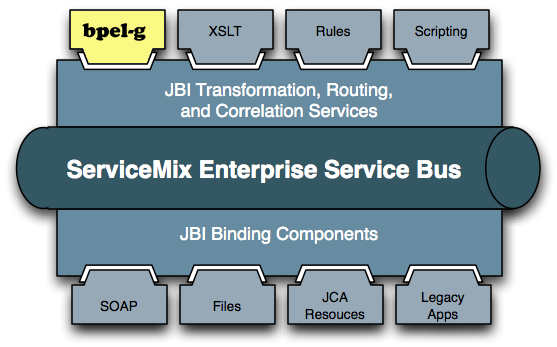 bpel-g
XSLT
Rules
Scripting
JBI Transformation, Routing,
and Correlation Services
ServiceMix Enterprise Service Bus
JBI Binding Components
SOAP
Files
JCA
Resouces
Legacy
Apps